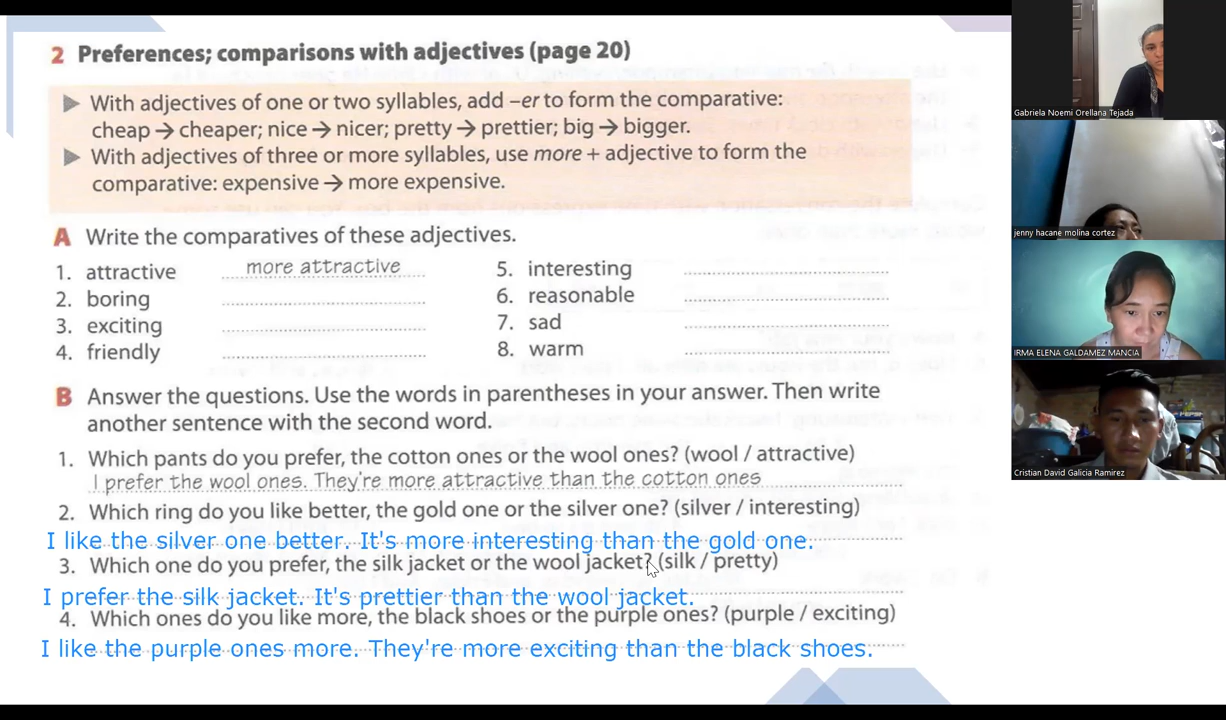 2 Preferences; comparisons with adjectives (page 20)
▶ With adjectives of one or two syllables, add –er to form the comparative:
cheap → cheaper; nice → nicer; pretty → prettier; big → bigger.
▶ With adjectives of three or more syllables, use more + adjective to form the
comparative: expensive → more expensive.
A Write the comparatives of these adjectives.
1. attractive more attractive
2. boring
3. exciting
4. friendly
5. interesting
6. reasonable
7. sad
8. warm
B Answer the questions. Use the words in parentheses in your answer. Then write
another sentence with the second word.
1. Which pants do you prefer, the cotton ones or the wool ones? (wool / attractive)
I prefer the wool ones. They're more attractive than the cotton ones
2. Which ring do you like better, the gold one or the silver one? (silver / interesting)
I like the silver one better. It's more interesting than the gold one.
3. Which one do you prefer, the silk jacket or the wool jacket? (silk / pretty)
I prefer the silk jacket. It's prettier than the wool jacket.
4. Which ones do you like more, the black shoes or the purple ones? (purple / exciting)
I like the purple ones more. They're more exciting than the black shoes.
Gabriela Noemi Orellana Tejada
jenny hacane molina cortez
IRMA ELENA GALDAMEZ MANCIA
Cristian David Galicia Ramirez